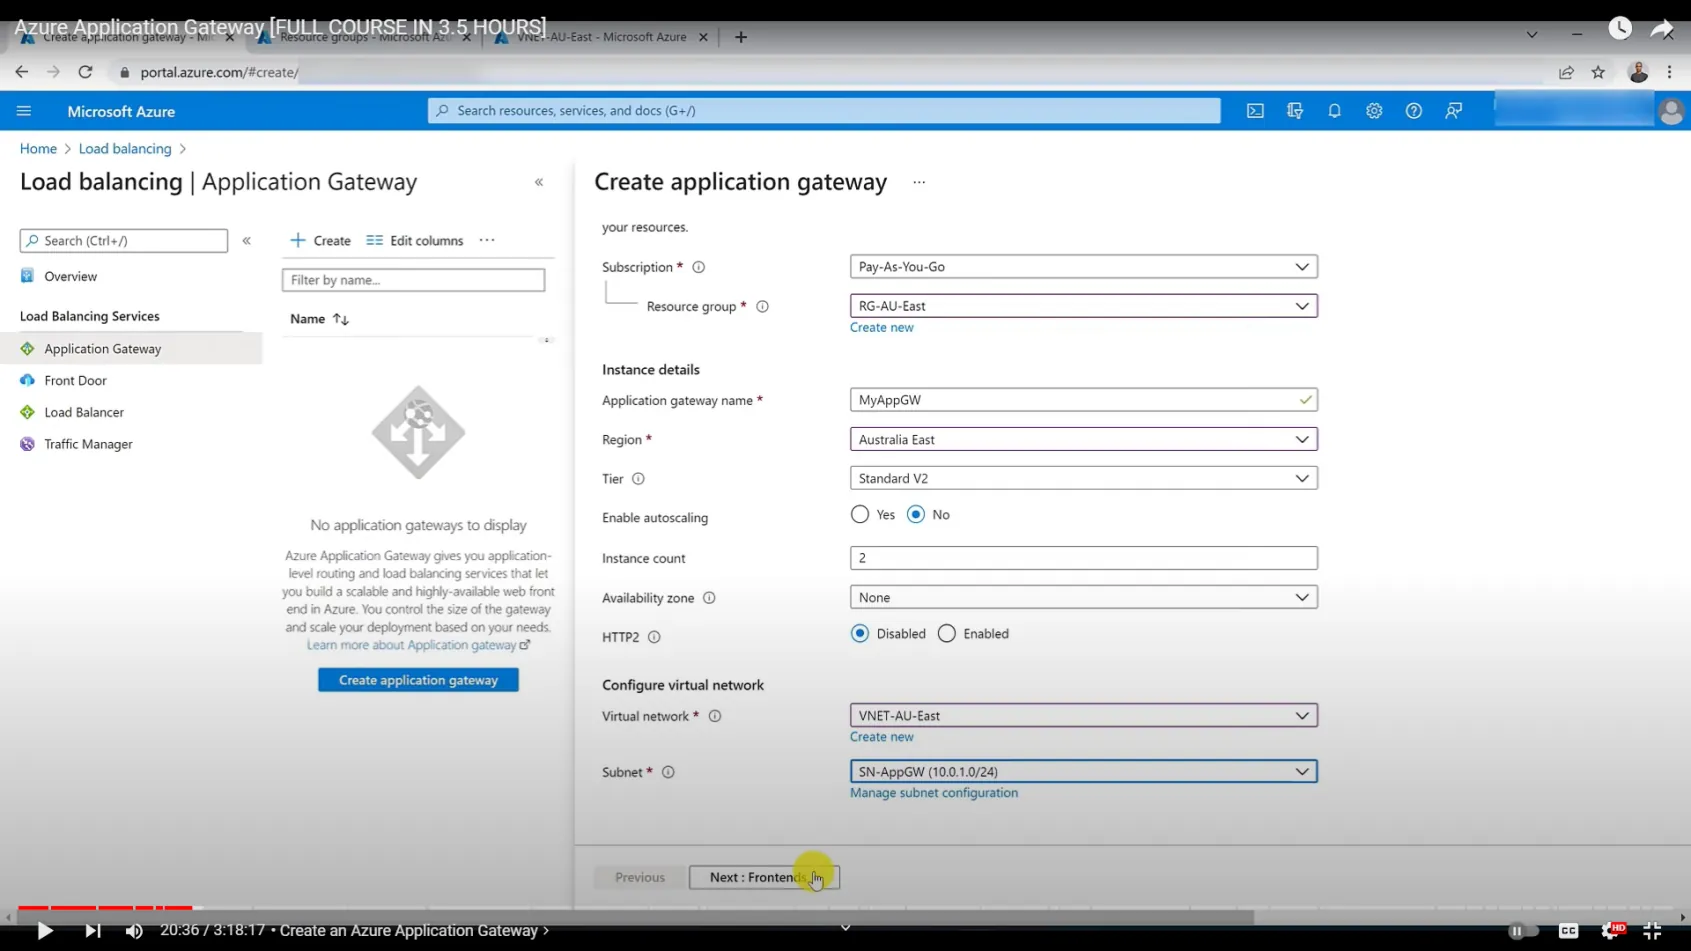 Azure Application Gateway [FULL COURSE IN 3.5 HOURS]
Create application gateway - Mi
Resource groups - Microsoft Azu
VNET-AU-East - Microsoft Azure
portal.azure.com/#create/
Microsoft Azure
Search resources, services, and docs (G+/)
Home > Load balancing >
Load balancing | Application Gateway
Search (Ctrl+/)
Overview
Load Balancing Services
Application Gateway
Front Door
Load Balancer
Traffic Manager
Create
Edit columns
Filter by name...
Name
No application gateways to display
Azure Application Gateway gives you application-
level routing and load balancing services that let
you build a scalable and highly-available web front
end in Azure. You control the size of the gateway
and scale your deployment based on your needs.
Learn more about Application gateway
Create application gateway
Create application gateway
your resources.
Subscription *
Pay-As-You-Go
Resource group *
RG-AU-East
Create new
Instance details
Application gateway name *
MyAppGW
Region *
Australia East
Tier
Standard V2
Enable autoscaling
Yes No
Instance count
2
Availability zone
None
HTTP2
Disabled Enabled
Configure virtual network
Virtual network *
VNET-AU-East
Create new
Subnet *
SN-AppGW (10.0.1.0/24)
Manage subnet configuration
Previous
Next : Frontends
20:36 / 3:18:17 • Create an Azure Application Gateway >
CC
HD